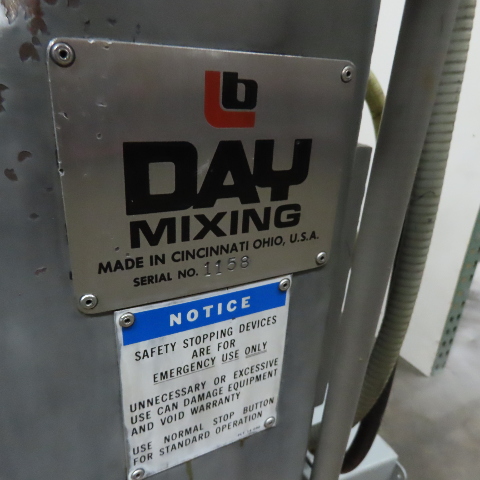 Lb
DAY
MIXING
MADE IN CINCINNATI OHIO, U.S.A.
SERIAL NO. 1158
NOTICE
SAFETY STOPPING DEVICES
ARE FOR
EMERGENCY USE ONLY
UNNECESSARY OR EXCESSIVE
USE CAN DAMAGE EQUIPMENT
AND VOID WARRANTY
USE NORMAL STOP BUTTON
FOR STANDARD OPERATION